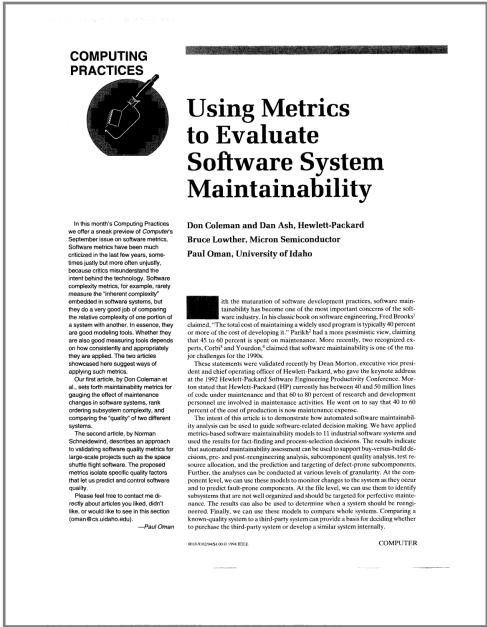 COMPUTING
PRACTICES
Using Metrics
to Evaluate
Software System
Maintainability
Don Coleman and Dan Ash, Hewlett-Packard
Bruce Lowther, Micron Semiconductor
Paul Oman, University of Idaho
In this month's Computing Practices
we offer a sneak preview of Computer's
September issue on software metrics.
Software metrics have been much
criticized in the last few years, some-
times justly but more often unjustly,
because critics misunderstand the
intent behind the technology. Software
complexity metrics, for example, rarely
measure the "inherent complexity"
embedded in software systems, but
they do a very good job of comparing
the relative complexity of one portion of
a system with another. In essence, they
are good modeling tools. Whether they
are also good measuring tools depends
on how consistently and appropriately
they are applied. The two articles
showcased here suggest ways of
applying such metrics.
Our first article, by Don Coleman et
al., sets forth maintainability metrics for
gauging the effect of maintenance
changes in software systems, rank
ordering subsystem complexity, and
comparing the "quality" of two different
systems.
The second article, by Norman
Schneidewind, describes an approach
to validating software quality metrics for
large-scale projects such as the space
shuttle flight software. The proposed
metrics isolate specific quality factors
that let us predict and control software
quality.
Please feel free to contact me di-
rectly about articles you liked, didn't
like, or would like to see in this section
(oman@cs.uidaho.edu).
—Paul Oman
ith the maturation of software development practices, software main-
tainability has become one of the most important concerns of the soft-
ware industry. In his classic book on software engineering, Fred Brooks¹
claimed, "The total cost of maintaining a widely used program is typically 40 percent
or more of the cost of developing it." Parikh² had a more pessimistic view, claiming
that 45 to 60 percent is spent on maintenance. More recently, two recognized ex-
perts, Corbi³ and Yourdon,⁴ claimed that software maintainability is one of the ma-
jor challenges for the 1990s.
These statements were validated recently by Dean Morton, executive vice presi-
dent and chief operating officer of Hewlett-Packard, who gave the keynote address
at the 1992 Hewlett-Packard Software Engineering Productivity Conference. Mor-
ton stated that Hewlett-Packard (HP) currently has between 40 and 50 million lines
of code under maintenance and that 60 to 80 percent of research and development
personnel are involved in maintenance activities. He went on to say that 40 to 60
percent of the cost of production is now maintenance expense.
The intent of this article is to demonstrate how automated software maintainabil-
ity analysis can be used to guide software-related decision making. We have applied
metrics-based software maintainability models to 11 industrial software systems and
used the results for fact-finding and process-selection decisions. The results indicate
that automated maintainability assessment can be used to support buy-versus-build de-
cisions, pre- and post-reengineering analysis, subcomponent quality analysis, test re-
source allocation, and the prediction and targeting of defect-prone subcomponents.
Further, the analyses can be conducted at various levels of granularity. At the com-
ponent level, we can use these models to monitor changes to the system as they occur
and to predict fault-prone components. At the file level, we can use them to identify
subsystems that are not well organized and should be targeted for perfective mainte-
nance. The results can also be used to determine when a system should be reengi-
neered. Finally, we can use these models to compare whole systems. Comparing a
known-quality system to a third-party system can provide a basis for deciding whether
to purchase the third-party system or develop a similar system internally.
0018-9162/94/$4.00 © 1994 IEEE
COMPUTER